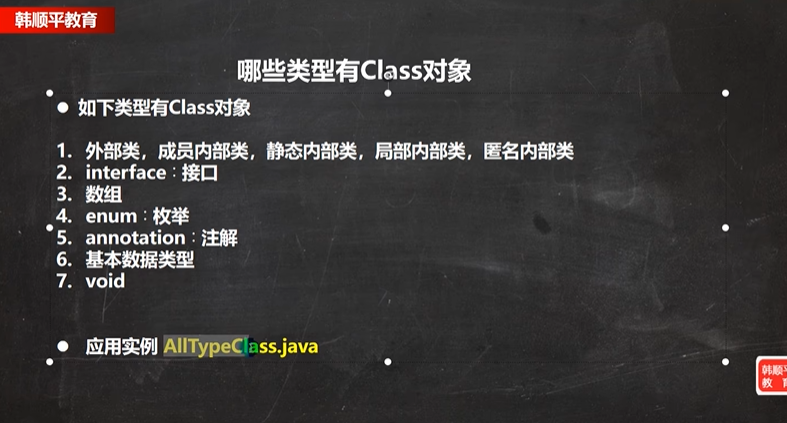 韩顺平教育
哪些类型有Class对象
● 如下类型有Class对象
1. 外部类，成员内部类，静态内部类，局部内部类，匿名内部类
2. interface：接口
3. 数组
4. enum：枚举
5. annotation：注解
6. 基本数据类型
7. void
● 应用实例 AllTypeClass.java
韩顺平
教 育